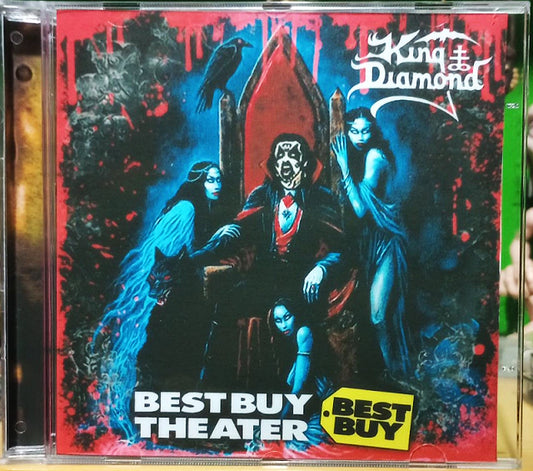 King
Diamond
BEST BUY
THEATER
BEST
BUY